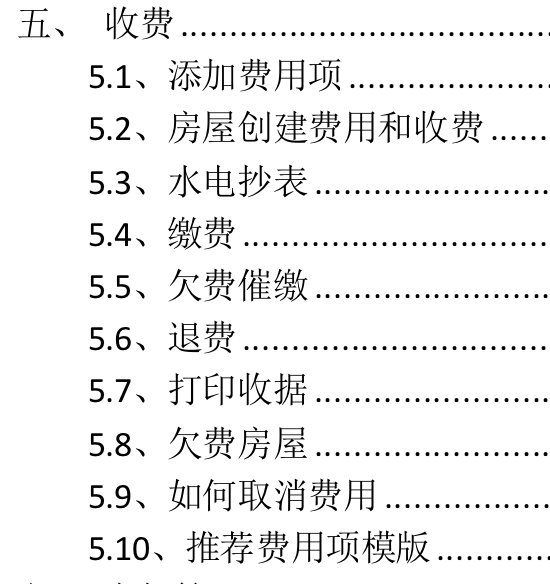 五、 收费..........................................
5.1、添加费用项........................
5.2、房屋创建费用和收费......
5.3、水电抄表............................
5.4、缴费....................................
5.5、欠费催缴............................
5.6、退费....................................
5.7、打印收据............................
5.8、欠费房屋............................
5.9、如何取消费用....................
5.10、推荐费用项模版..............